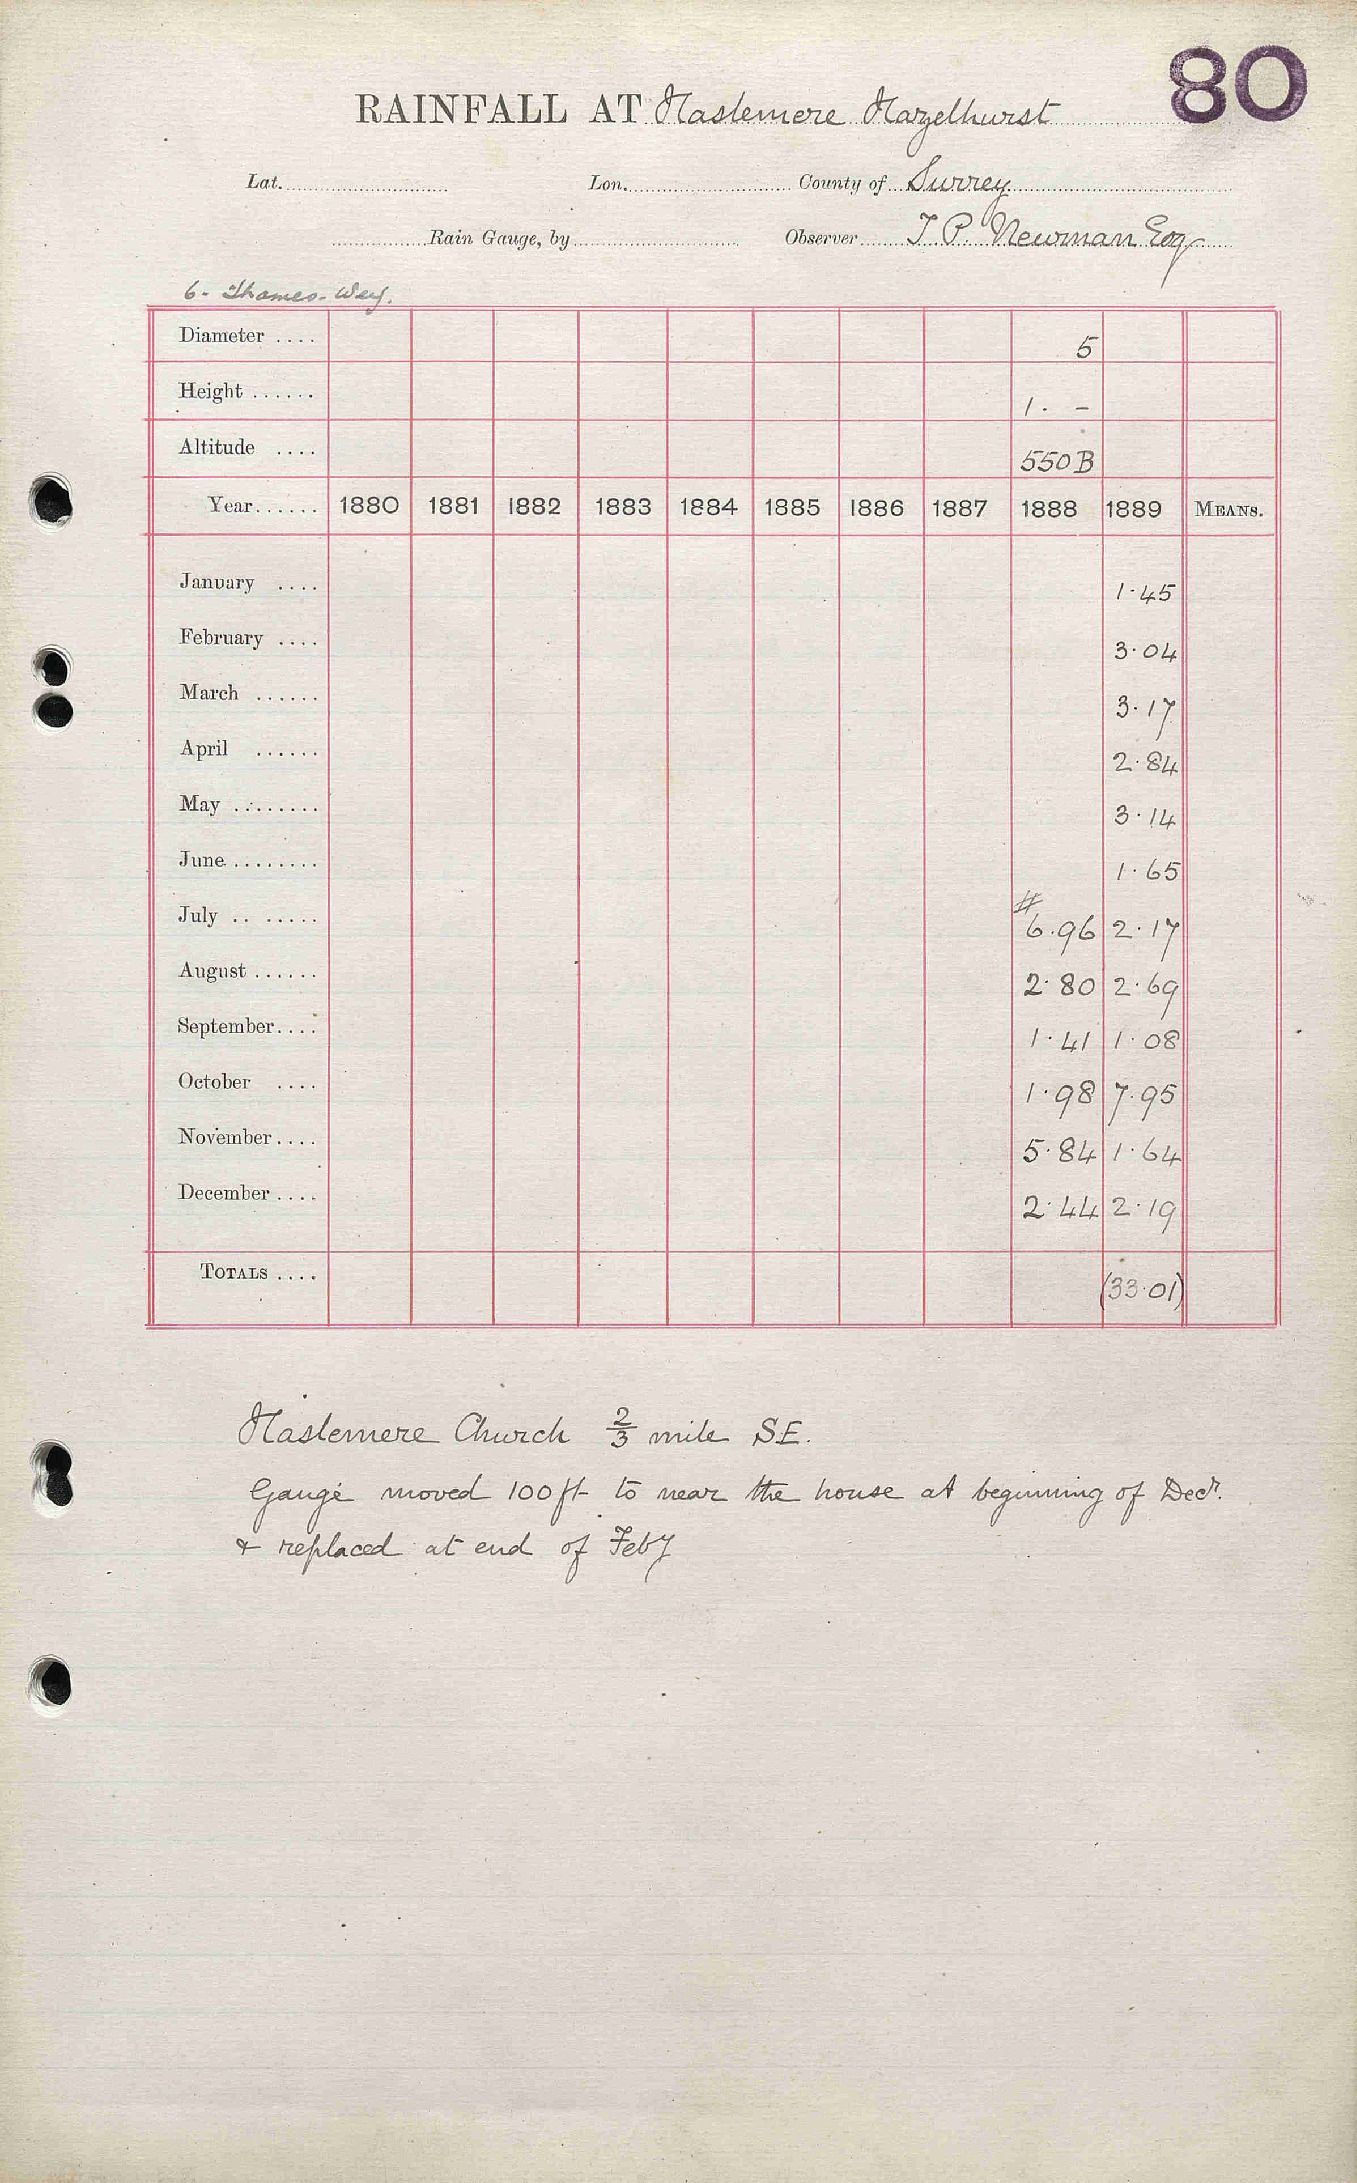 80
RAINFALL AT Haslemere Hazelhurst
Lat. Lon. County of Surrey
Rain Gauge, by Observer T. P. Newman Esq
6 - Thames - Wey.
Diameter .... 5
Height ...... 1. -
Altitude .... 550 B
Year...... 1880 1881 1882 1883 1884 1885 1886 1887 1888 1889 MEANS.
January .... 1.45
February .... 3.04
March ...... 3.17
April ...... 2.84
May ........ 3.14
June ........ 1.65
#
July ....... 6.96 2.17
August ...... 2.80 2.69
September .... 1.41 1.08
October .... 1.98 7.95
November .... 5.84 1.64
December .... 2.44 2.19
TOTALS .... (33.01)
Haslemere Church 2/3 mile SE.
Gauge moved 100 ft to near the house at beginning of Decr.
& replaced at end of Feby